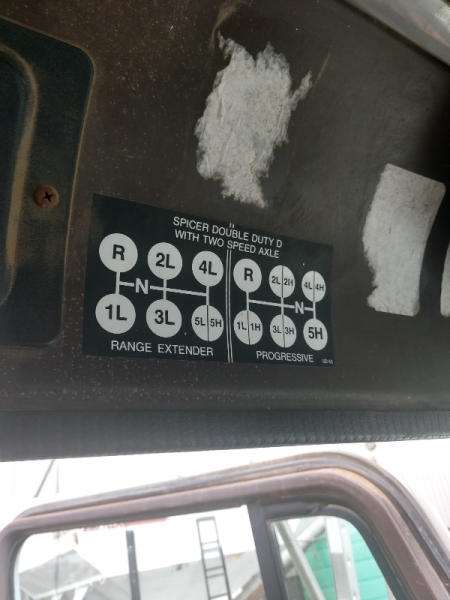 SPICER DOUBLE DUTY D
WITH TWO SPEED AXLE
R 2L 4L
N
1L 3L 5L 5H
RANGE EXTENDER
R 2L 2H 4L 4H
N
1L 1H 3L 3H 5H
PROGRESSIVE